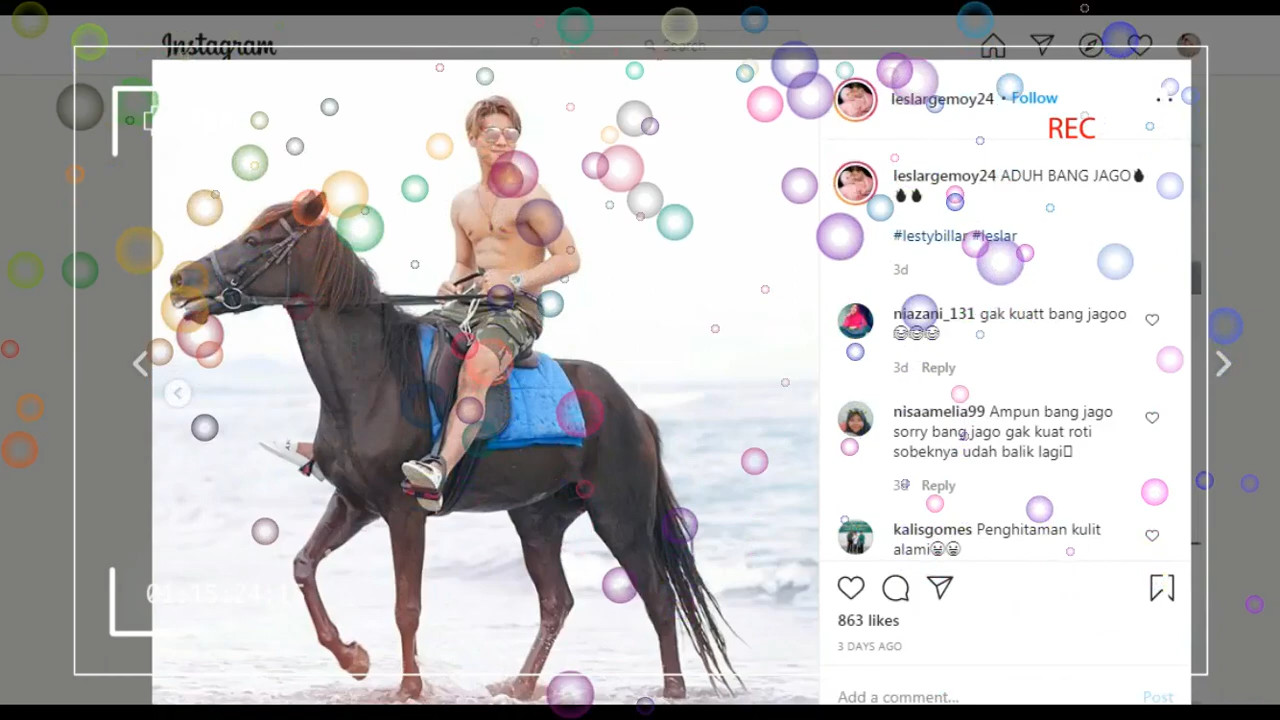 Instagram
Search
leslargemoy24 • Follow
REC
leslargemoy24 ADUH BANG JAGO
#lestybillar #leslar
3d
niazani_131 gak kuatt bang jagoo
😂😂😂
3d Reply
nisaamelia99 Ampun bang jago
sorry bang jago gak kuat roti
sobeknya udah balik lagi
3d Reply
kalisgomes Penghitaman kulit
alami😂😂
863 likes
3 DAYS AGO
Add a comment... Post